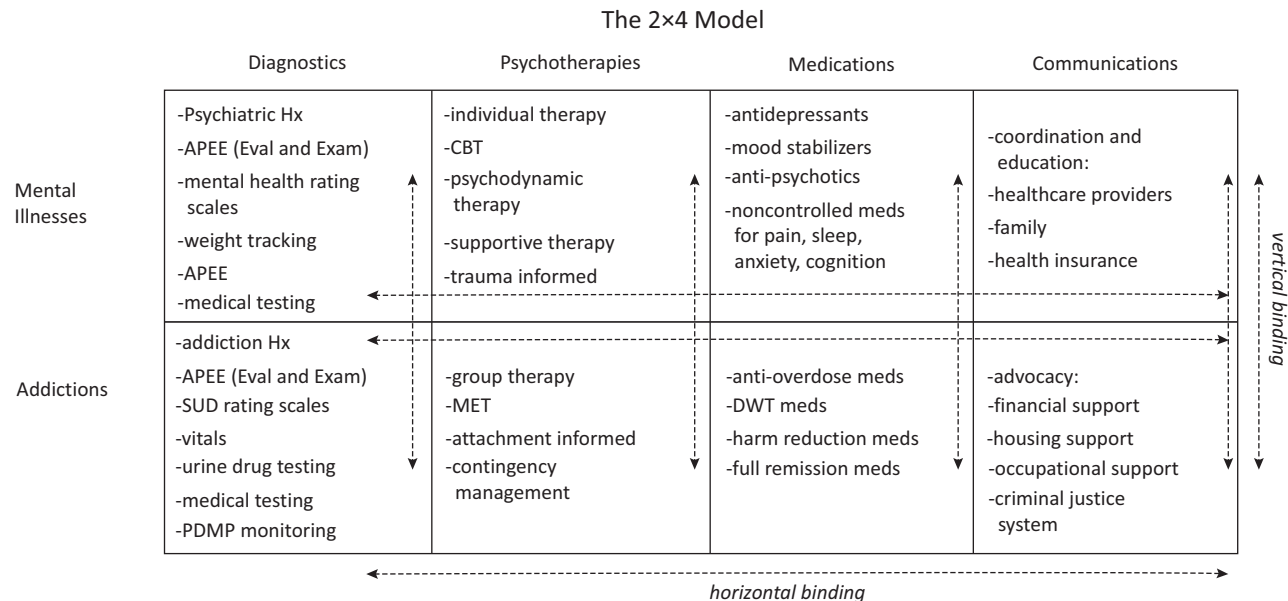 The 2×4 Model
Diagnostics
Psychotherapies
Medications
Communications
Mental
Illnesses
-Psychiatric Hx
-APEE (Eval and Exam)
-mental health rating
scales
-weight tracking
-APEE
-medical testing
-individual therapy
-CBT
-psychodynamic
therapy
-supportive therapy
-trauma informed
-antidepressants
-mood stabilizers
-anti-psychotics
-noncontrolled meds
for pain, sleep,
anxiety, cognition
-coordination and
education:
-healthcare providers
-family
-health insurance
vertical binding
Addictions
-addiction Hx
-APEE (Eval and Exam)
-SUD rating scales
-vitals
-urine drug testing
-medical testing
-PDMP monitoring
-group therapy
-MET
-attachment informed
-contingency
management
-anti-overdose meds
-DWT meds
-harm reduction meds
-full remission meds
-advocacy:
-financial support
-housing support
-occupational support
-criminal justice
system
horizontal binding